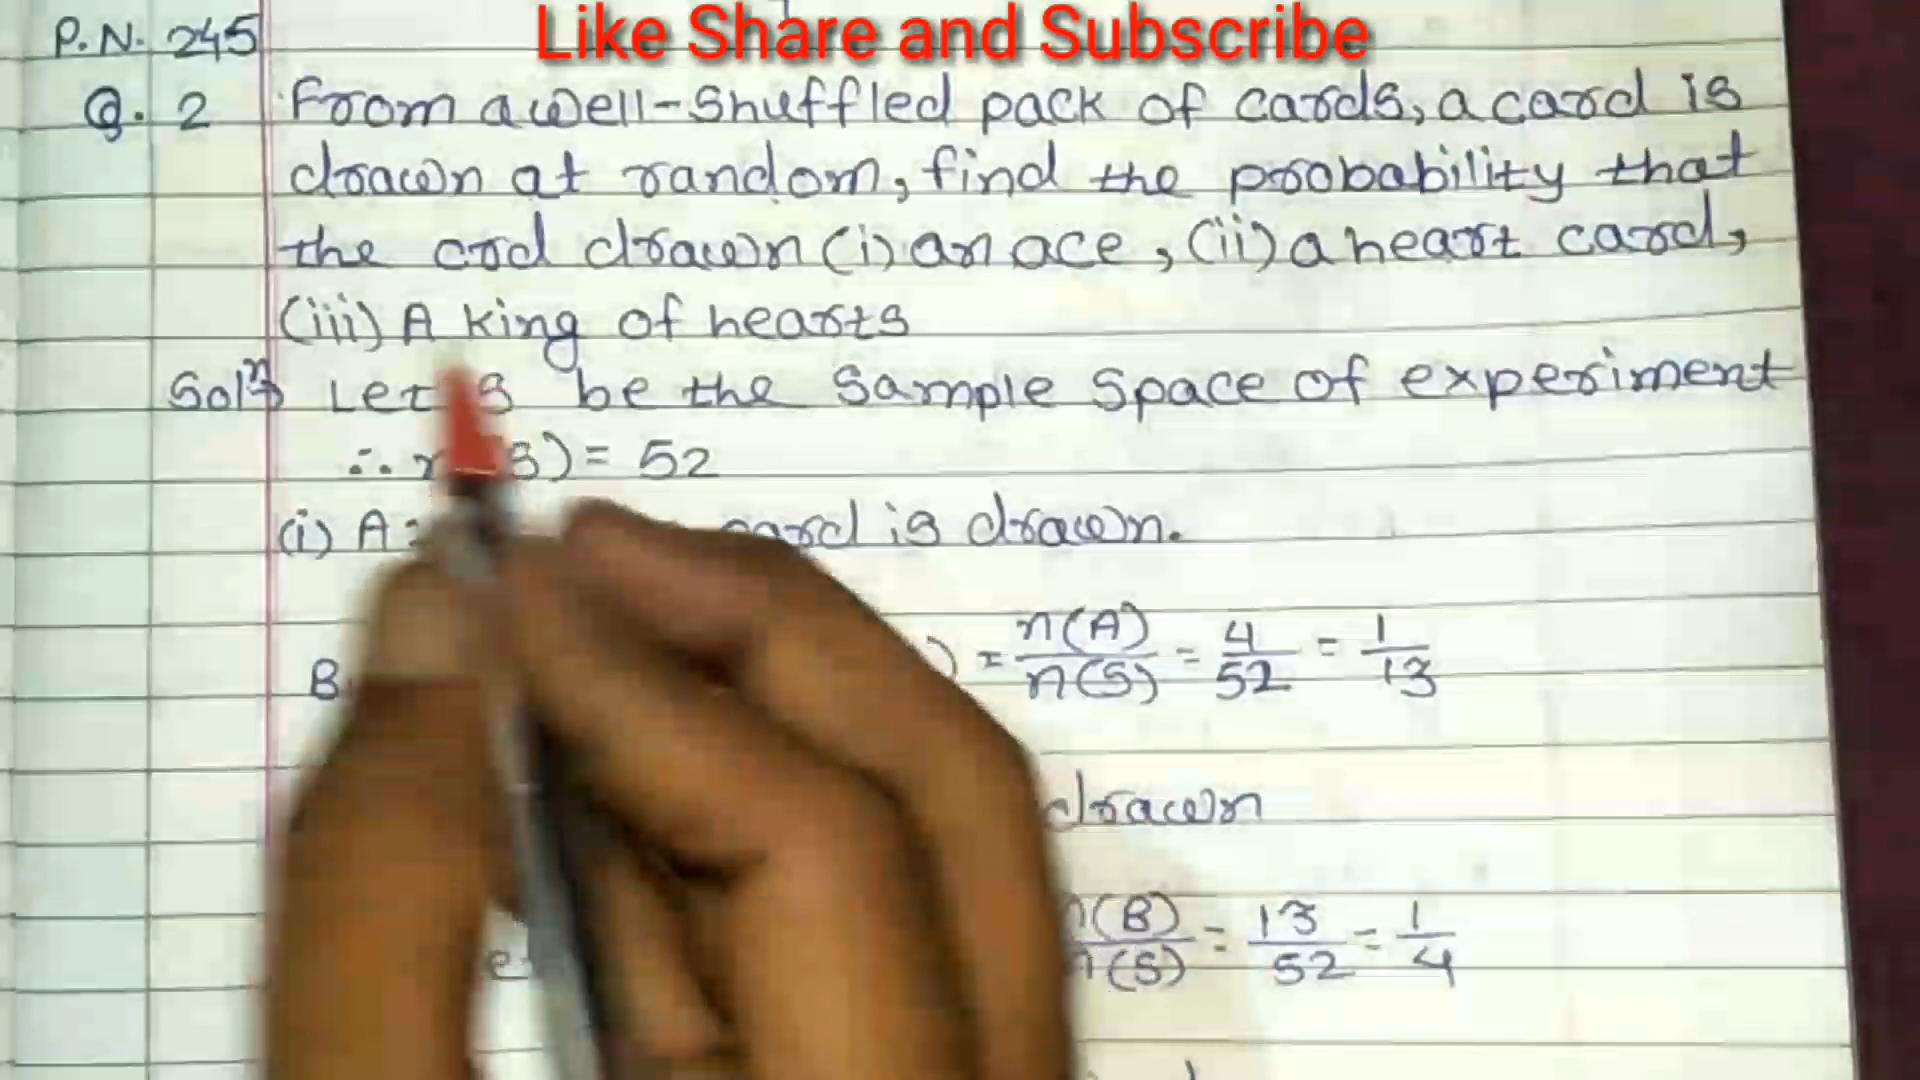 Like Share and Subscribe
P.N. 245
Q. 2 From a well-shuffled pack of cards, a card is
drawn at random, find the probability that
the crd drawn (i) an ace, (ii) a heart card,
(iii) A king of hearts
Solⁿ Let S be the sample space of experiment
∴ n(S) = 52
(i) A = card is drawn.
) = n(A)/n(S) = 4/52 = 1/13
B
drawn
n(B)/n(S) = 13/52 = 1/4